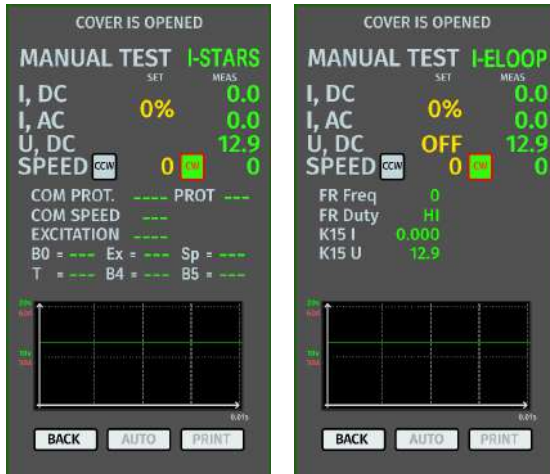 COVER IS OPENED
MANUAL TEST I-STARS
SET MEAS
I, DC 0.0
0%
I, AC 0.0
U, DC 12.9
SPEED CCW 0 CW 0
COM PROT. ---- PROT ---
COM SPEED ---
EXCITATION ----
B0 = --- Ex = --- Sp = ---
T = --- B4 = --- B5 = ---
0.01s
BACK AUTO PRINT
COVER IS OPENED
MANUAL TEST I-ELOOP
SET MEAS
I, DC 0.0
0%
I, AC 0.0
U, DC OFF 12.9
SPEED CCW 0 CW 0
FR Freq 0
FR Duty HI
K15 I 0.000
K15 U 12.9
0.01s
BACK AUTO PRINT